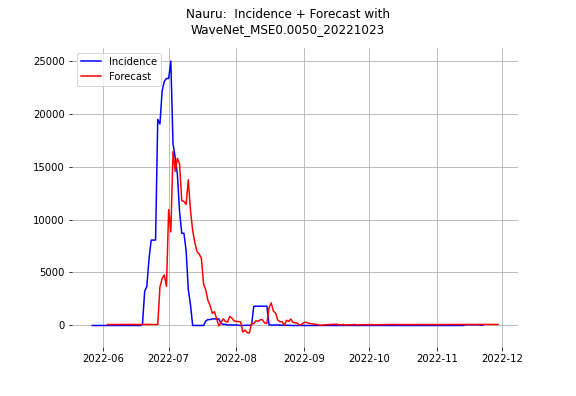 Nauru:  Incidence + Forecast with
WaveNet_MSE0.0050_20221023
Incidence
Forecast
25000
20000
15000
10000
5000
0
2022-06 2022-07 2022-08 2022-09 2022-10 2022-11 2022-12